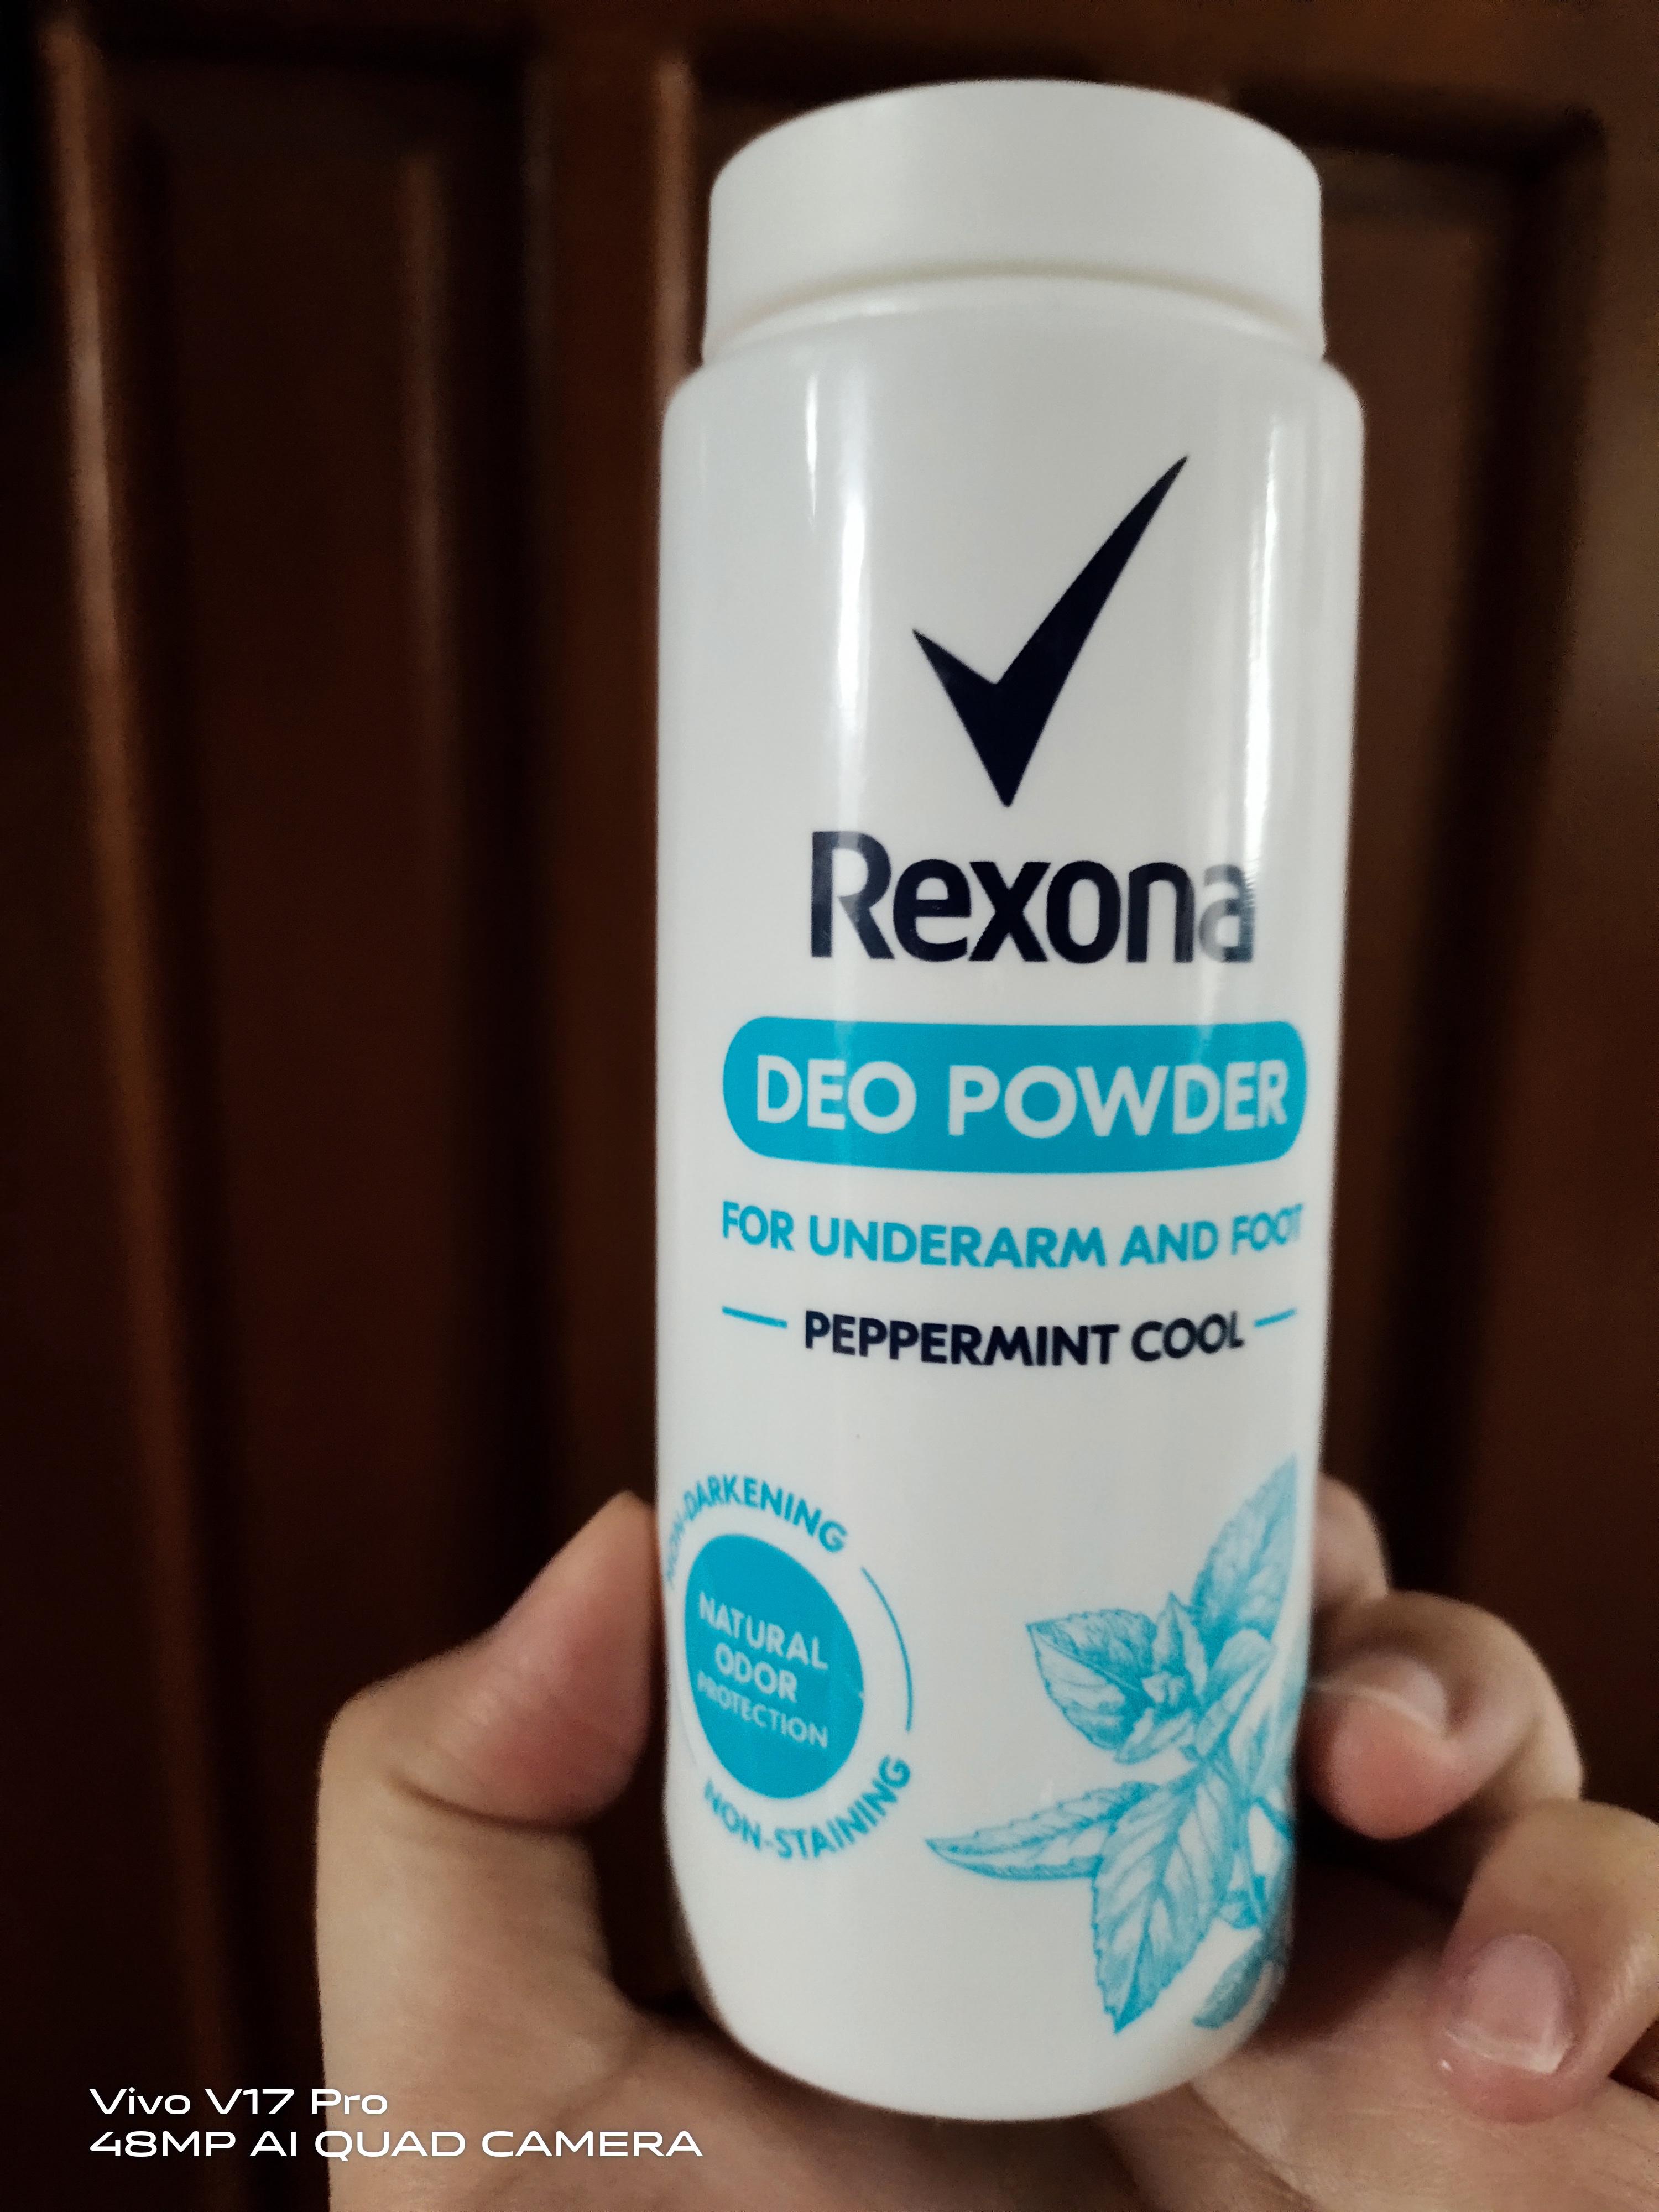 Rexona
DEO POWDER
FOR UNDERARM AND FOOT
PEPPERMINT COOL
NON-DARKENING
NATURAL
ODOR
PROTECTION
NON-STAINING
Vivo V17 Pro
48MP AI QUAD CAMERA